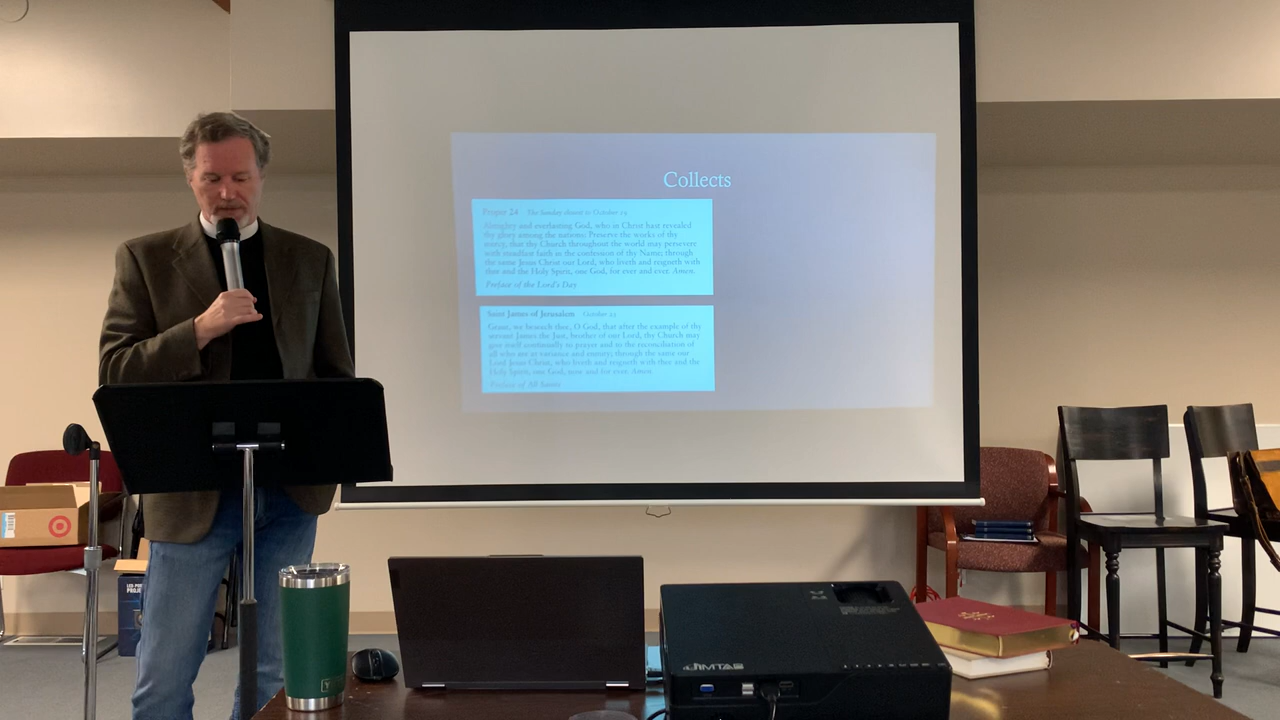 Collects
Proper 24 The Sunday closest to October 19
Almighty and everlasting God, who in Christ hast revealed
thy glory among the nations: Preserve the works of thy
mercy, that thy Church throughout the world may persevere
with steadfast faith in the confession of thy Name; through
the same Jesus Christ our Lord, who liveth and reigneth with
thee and the Holy Spirit, one God, for ever and ever. Amen.
Preface of the Lord's Day
Saint James of Jerusalem October 23
Grant, we beseech thee, O God, that after the example of thy
servant James the Just, brother of our Lord, thy Church may
give itself continually to prayer and to the reconciliation of
all who are at variance and enmity; through the same our
Lord Jesus Christ, who liveth and reigneth with thee and the
Holy Spirit, one God, now and for ever. Amen.
Preface of All Saints
JIMTAB